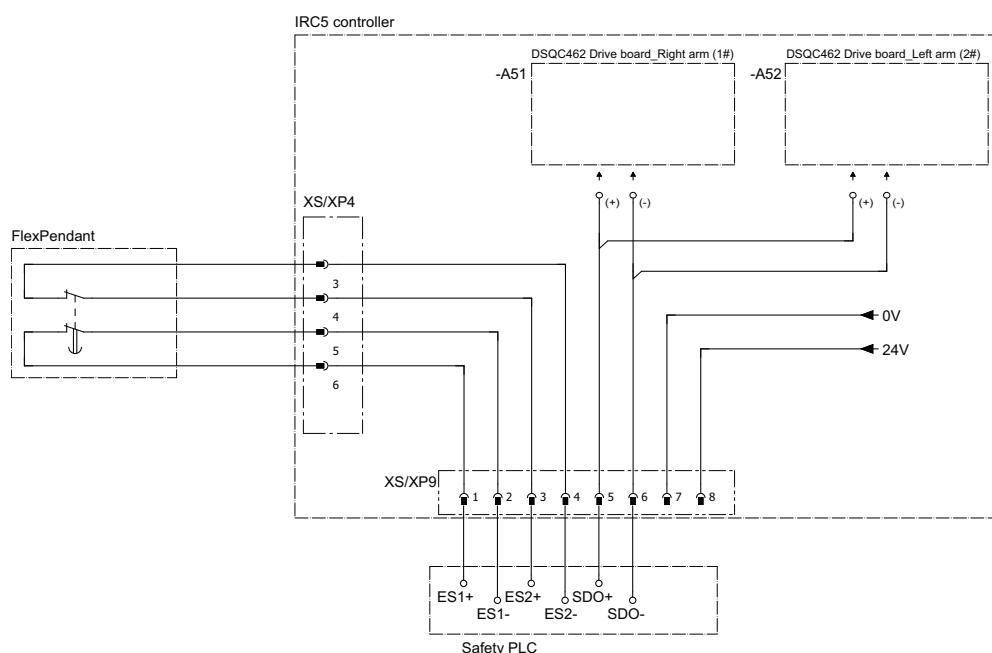 IRC5 controller
DSQC462 Drive board_Right arm (1#)
DSQC462 Drive board_Left arm (2#)
-A51
-A52
(+)
(-)
(+)
(-)
XS/XP4
FlexPendant
3
4
5
6
0V
24V
XS/XP9
1
2
3
4
5
6
7
8
ES1+
ES1-
ES2+
ES2-
SDO+
SDO-
Safety PLC